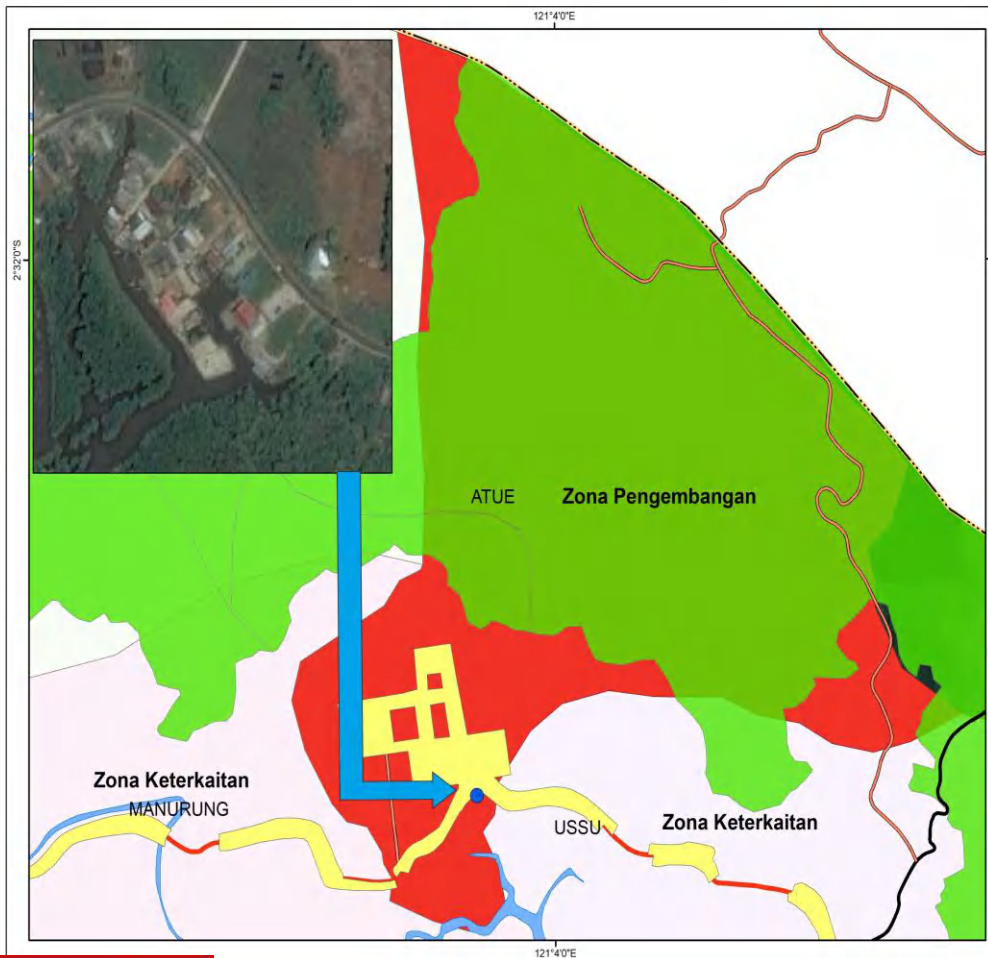 121°4'0"E
2°32'0"S
ATUE
Zona Pengembangan
Zona Keterkaitan
MANURUNG
USSU
Zona Keterkaitan
121°4'0"E